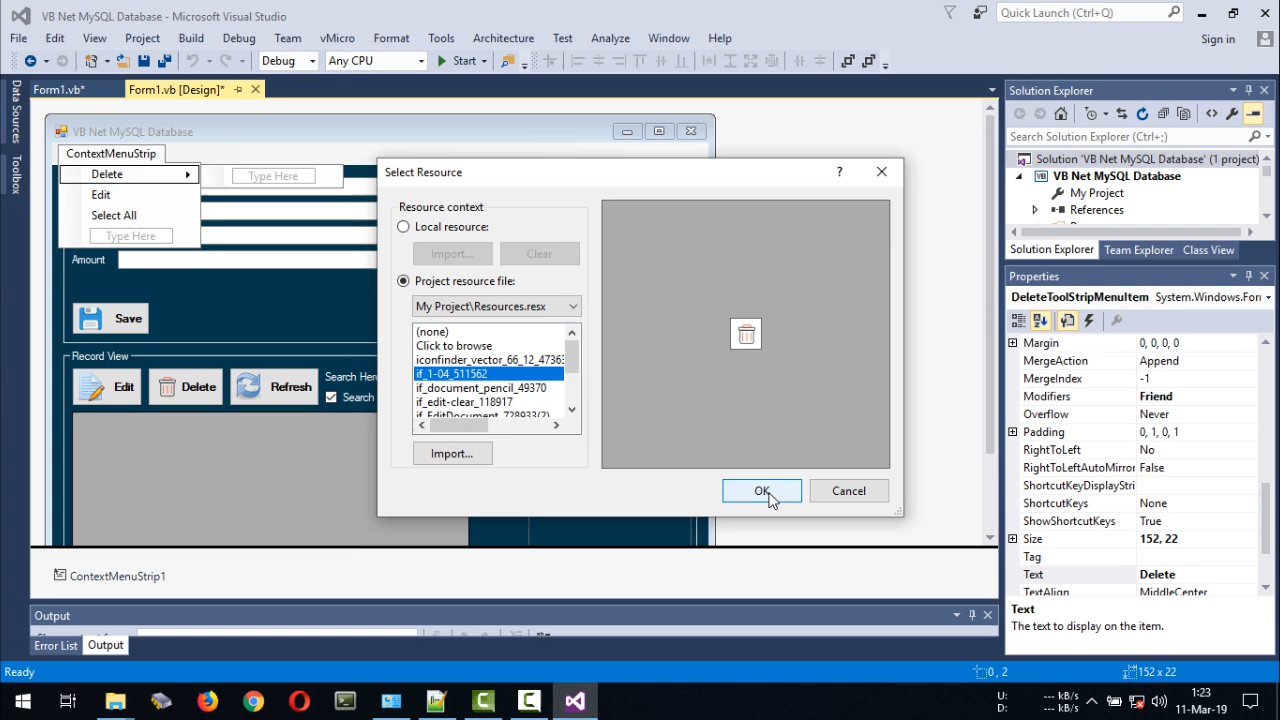 VB Net MySQL Database - Microsoft Visual Studio
Quick Launch (Ctrl+Q)
File Edit View Project Build Debug Team vMicro Format Tools Architecture Test Analyze Window Help
Sign in
Debug Any CPU Start
Data Sources
Toolbox
Form1.vb* Form1.vb [Design]*
VB Net MySQL Database
ContextMenuStrip
Delete Type Here
Edit
Select All
Type Here
Amount
Save
Record View
Edit Delete Refresh
Search Here
Search
ContextMenuStrip1
Select Resource
?
Resource context
Local resource:
Import... Clear
Project resource file:
My Project\Resources.resx
(none)
Click to browse
iconfinder_vector_66_12_47363
if_1-04_511562
if_document_pencil_49370
if_edit-clear_118917
if_EditDocument_728933(2)
Import...
OK Cancel
Solution Explorer
Search Solution Explorer (Ctrl+;)
Solution 'VB Net MySQL Database' (1 project)
VB Net MySQL Database
My Project
References
Solution Explorer Team Explorer Class View
Properties
DeleteToolStripMenuItem System.Windows.For
Margin 0, 0, 0, 0
MergeAction Append
MergeIndex -1
Modifiers Friend
Overflow Never
Padding 0, 1, 0, 1
RightToLeft No
RightToLeftAutoMirror False
ShortcutKeyDisplayStri
ShortcutKeys None
ShowShortcutKeys True
Size 152, 22
Tag
Text Delete
TextAlign MiddleCenter
Text
The text to display on the item.
Output
Error List Output
Ready
0, 2
152 x 22
U: --- kB/s
D: --- kB/s
1:23
11-Mar-19